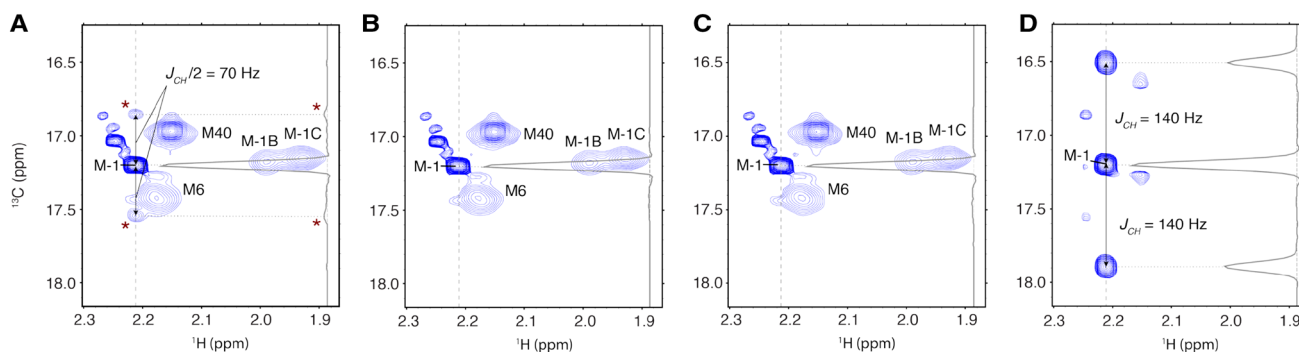 A
B
C
D
16.5
17.0
17.5
18.0
¹³C (ppm)
J_CH/2 = 70 Hz
*
*
M40
M-1B
M-1C
M-1
M6
*
*
2.3 2.2 2.1 2.0 1.9
¹H (ppm)
16.5
17.0
17.5
18.0
M40
M-1B
M-1C
M-1
M6
2.3 2.2 2.1 2.0 1.9
¹H (ppm)
16.5
17.0
17.5
18.0
M40
M-1B
M-1C
M-1
M6
2.3 2.2 2.1 2.0 1.9
¹H (ppm)
16.5
17.0
17.5
18.0
J_CH = 140 Hz
M-1
J_CH = 140 Hz
2.3 2.2 2.1 2.0 1.9
¹H (ppm)